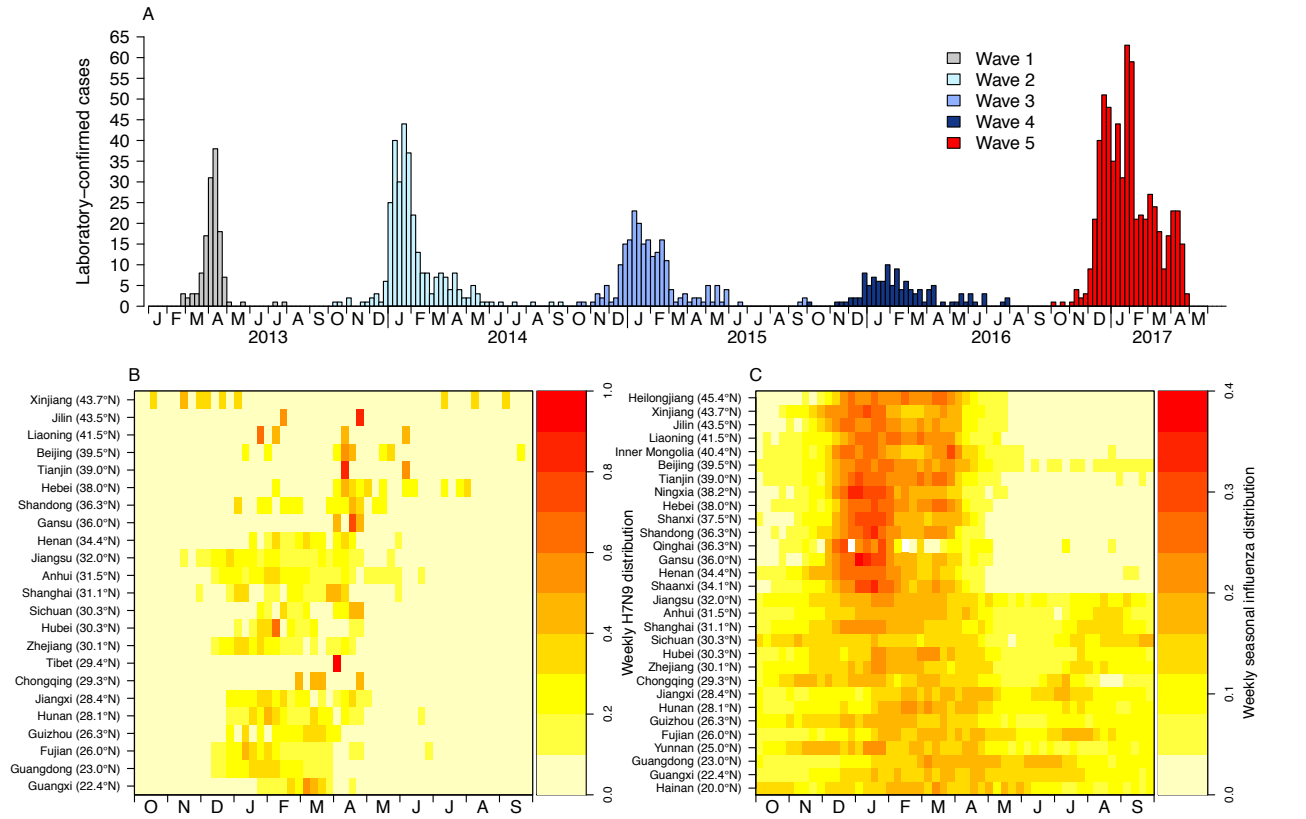 A
Laboratory−confirmed cases
65
60
55
50
45
40
35
30
25
20
15
10
5
0
Wave 1
Wave 2
Wave 3
Wave 4
Wave 5
J F M A M J J A S O N D J F M A M J J A S O N D J F M A M J J A S O N D J F M A M J J A S O N D J F M A M
2013 2014 2015 2016 2017
B
Xinjiang (43.7°N)
Jilin (43.5°N)
Liaoning (41.5°N)
Beijing (39.5°N)
Tianjin (39.0°N)
Hebei (38.0°N)
Shandong (36.3°N)
Gansu (36.0°N)
Henan (34.4°N)
Jiangsu (32.0°N)
Anhui (31.5°N)
Shanghai (31.1°N)
Sichuan (30.3°N)
Hubei (30.3°N)
Zhejiang (30.1°N)
Tibet (29.4°N)
Chongqing (29.3°N)
Jiangxi (28.4°N)
Hunan (28.1°N)
Guizhou (26.3°N)
Fujian (26.0°N)
Guangdong (23.0°N)
Guangxi (22.4°N)
O N D J F M A M J J A S
1.0
0.8
0.6
0.4
0.2
0.0
Weekly H7N9 distribution
C
Heilongjiang (45.4°N)
Xinjiang (43.7°N)
Jilin (43.5°N)
Liaoning (41.5°N)
Inner Mongolia (40.4°N)
Beijing (39.5°N)
Tianjin (39.0°N)
Ningxia (38.2°N)
Hebei (38.0°N)
Shanxi (37.5°N)
Shandong (36.3°N)
Qinghai (36.3°N)
Gansu (36.0°N)
Henan (34.4°N)
Shaanxi (34.1°N)
Jiangsu (32.0°N)
Anhui (31.5°N)
Shanghai (31.1°N)
Sichuan (30.3°N)
Hubei (30.3°N)
Zhejiang (30.1°N)
Chongqing (29.3°N)
Jiangxi (28.4°N)
Hunan (28.1°N)
Guizhou (26.3°N)
Fujian (26.0°N)
Yunnan (25.0°N)
Guangdong (23.0°N)
Guangxi (22.4°N)
Hainan (20.0°N)
O N D J F M A M J J A S
0.4
0.3
0.2
0.1
0.0
Weekly seasonal influenza distribution